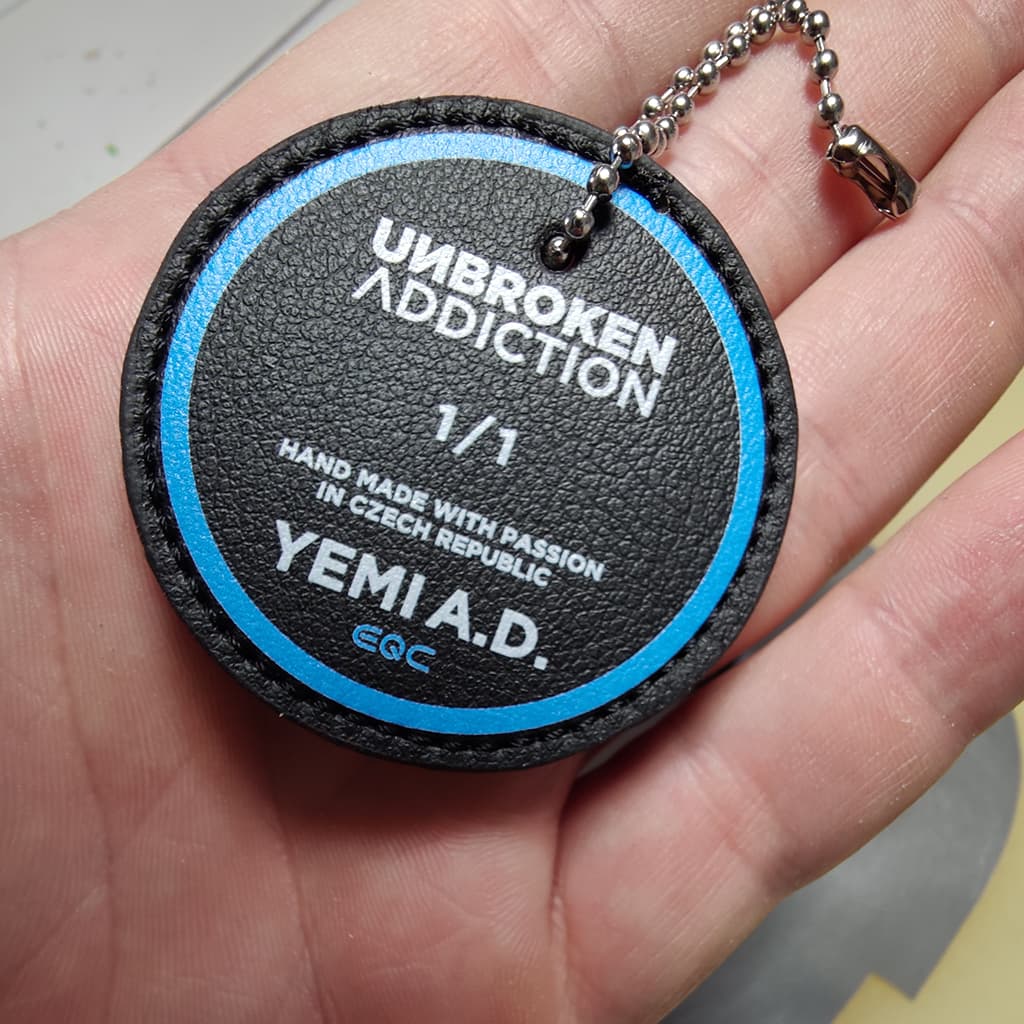 UNBROKEN
ADDICTION
1/1
HAND MADE WITH PASSION
IN CZECH REPUBLIC
YEMI A.D.
EQC